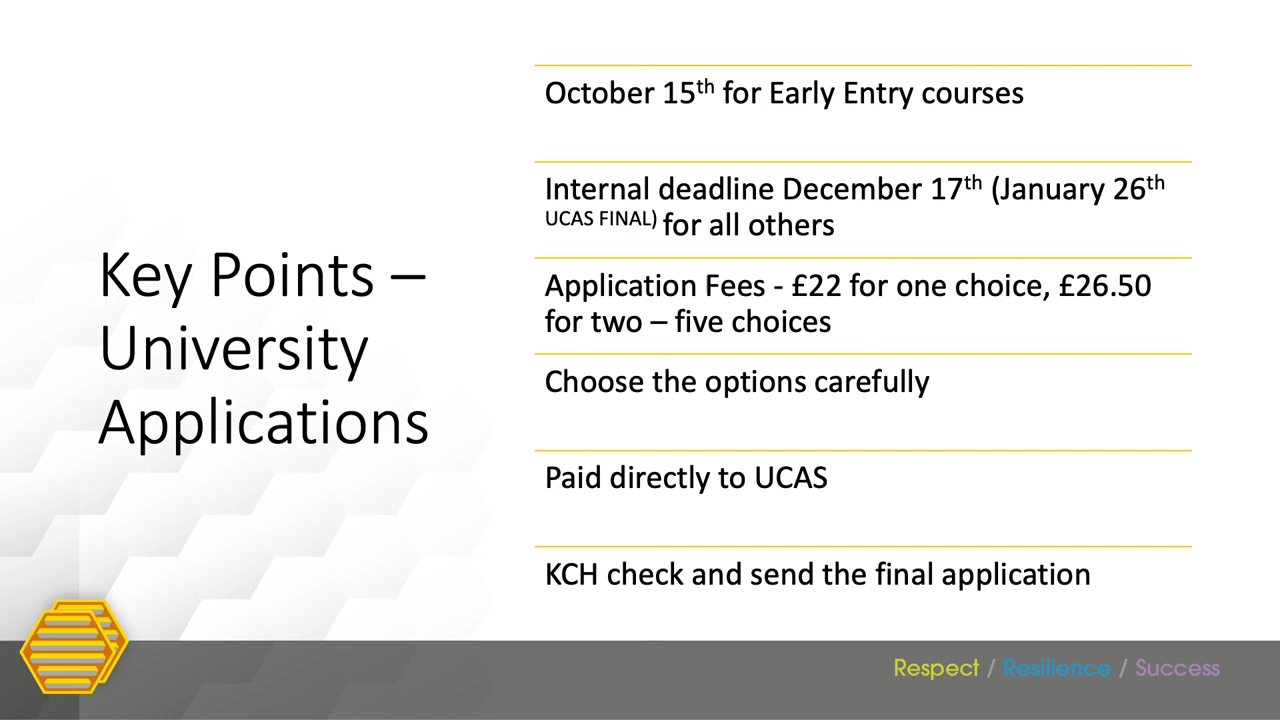 Key Points –
University
Applications
October 15th for Early Entry courses
Internal deadline December 17th (January 26th
UCAS FINAL) for all others
Application Fees - £22 for one choice, £26.50
for two – five choices
Choose the options carefully
Paid directly to UCAS
KCH check and send the final application
Respect / Resilience / Success